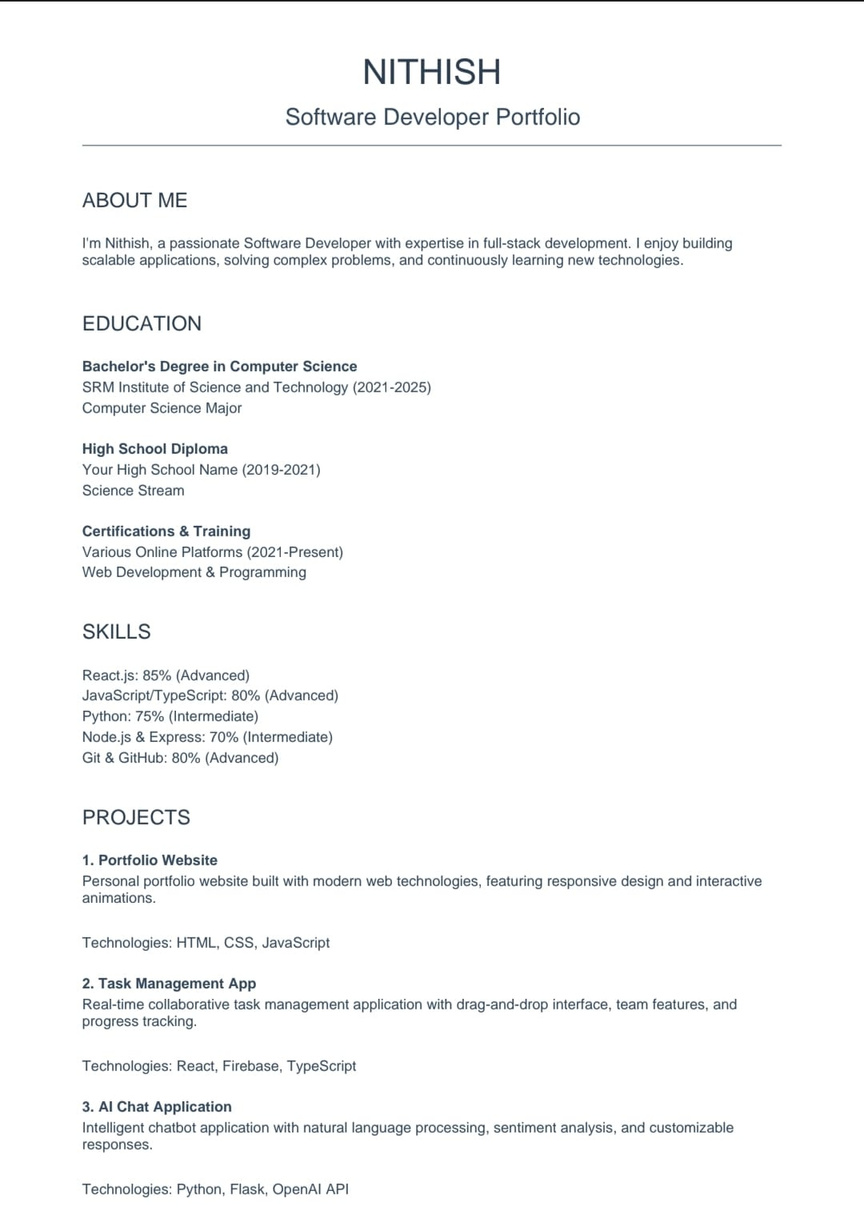 NITHISH
Software Developer Portfolio
ABOUT ME
I'm Nithish, a passionate Software Developer with expertise in full-stack development. I enjoy building
scalable applications, solving complex problems, and continuously learning new technologies.
EDUCATION
Bachelor's Degree in Computer Science
SRM Institute of Science and Technology (2021-2025)
Computer Science Major
High School Diploma
Your High School Name (2019-2021)
Science Stream
Certifications & Training
Various Online Platforms (2021-Present)
Web Development & Programming
SKILLS
React.js: 85% (Advanced)
JavaScript/TypeScript: 80% (Advanced)
Python: 75% (Intermediate)
Node.js & Express: 70% (Intermediate)
Git & GitHub: 80% (Advanced)
PROJECTS
1. Portfolio Website
Personal portfolio website built with modern web technologies, featuring responsive design and interactive
animations.
Technologies: HTML, CSS, JavaScript
2. Task Management App
Real-time collaborative task management application with drag-and-drop interface, team features, and
progress tracking.
Technologies: React, Firebase, TypeScript
3. AI Chat Application
Intelligent chatbot application with natural language processing, sentiment analysis, and customizable
responses.
Technologies: Python, Flask, OpenAI API